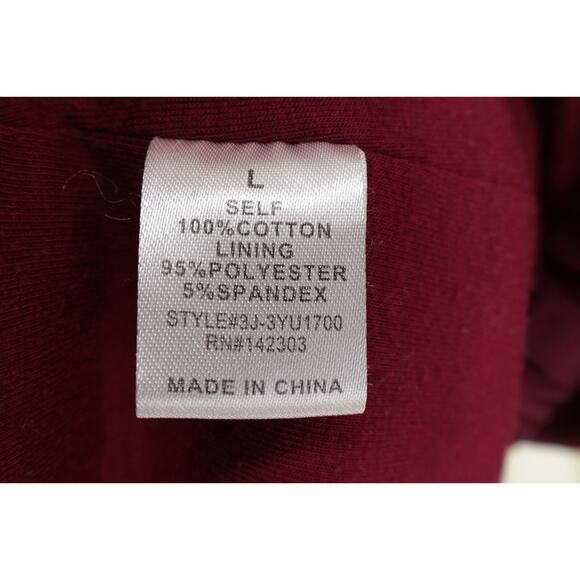 L
SELF
100%COTTON
LINING
95%POLYESTER
5%SPANDEX
STYLE#3J-3YU1700
RN#142303
MADE IN CHINA